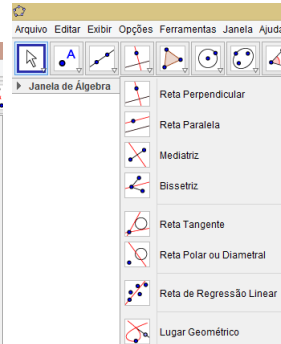 Arquivo Editar Exibir Opções Ferramentas Janela Ajuda
A
Janela de Álgebra
Reta Perpendicular
Reta Paralela
Mediatriz
Bissetriz
Reta Tangente
Reta Polar ou Diametral
Reta de Regressão Linear
Lugar Geométrico